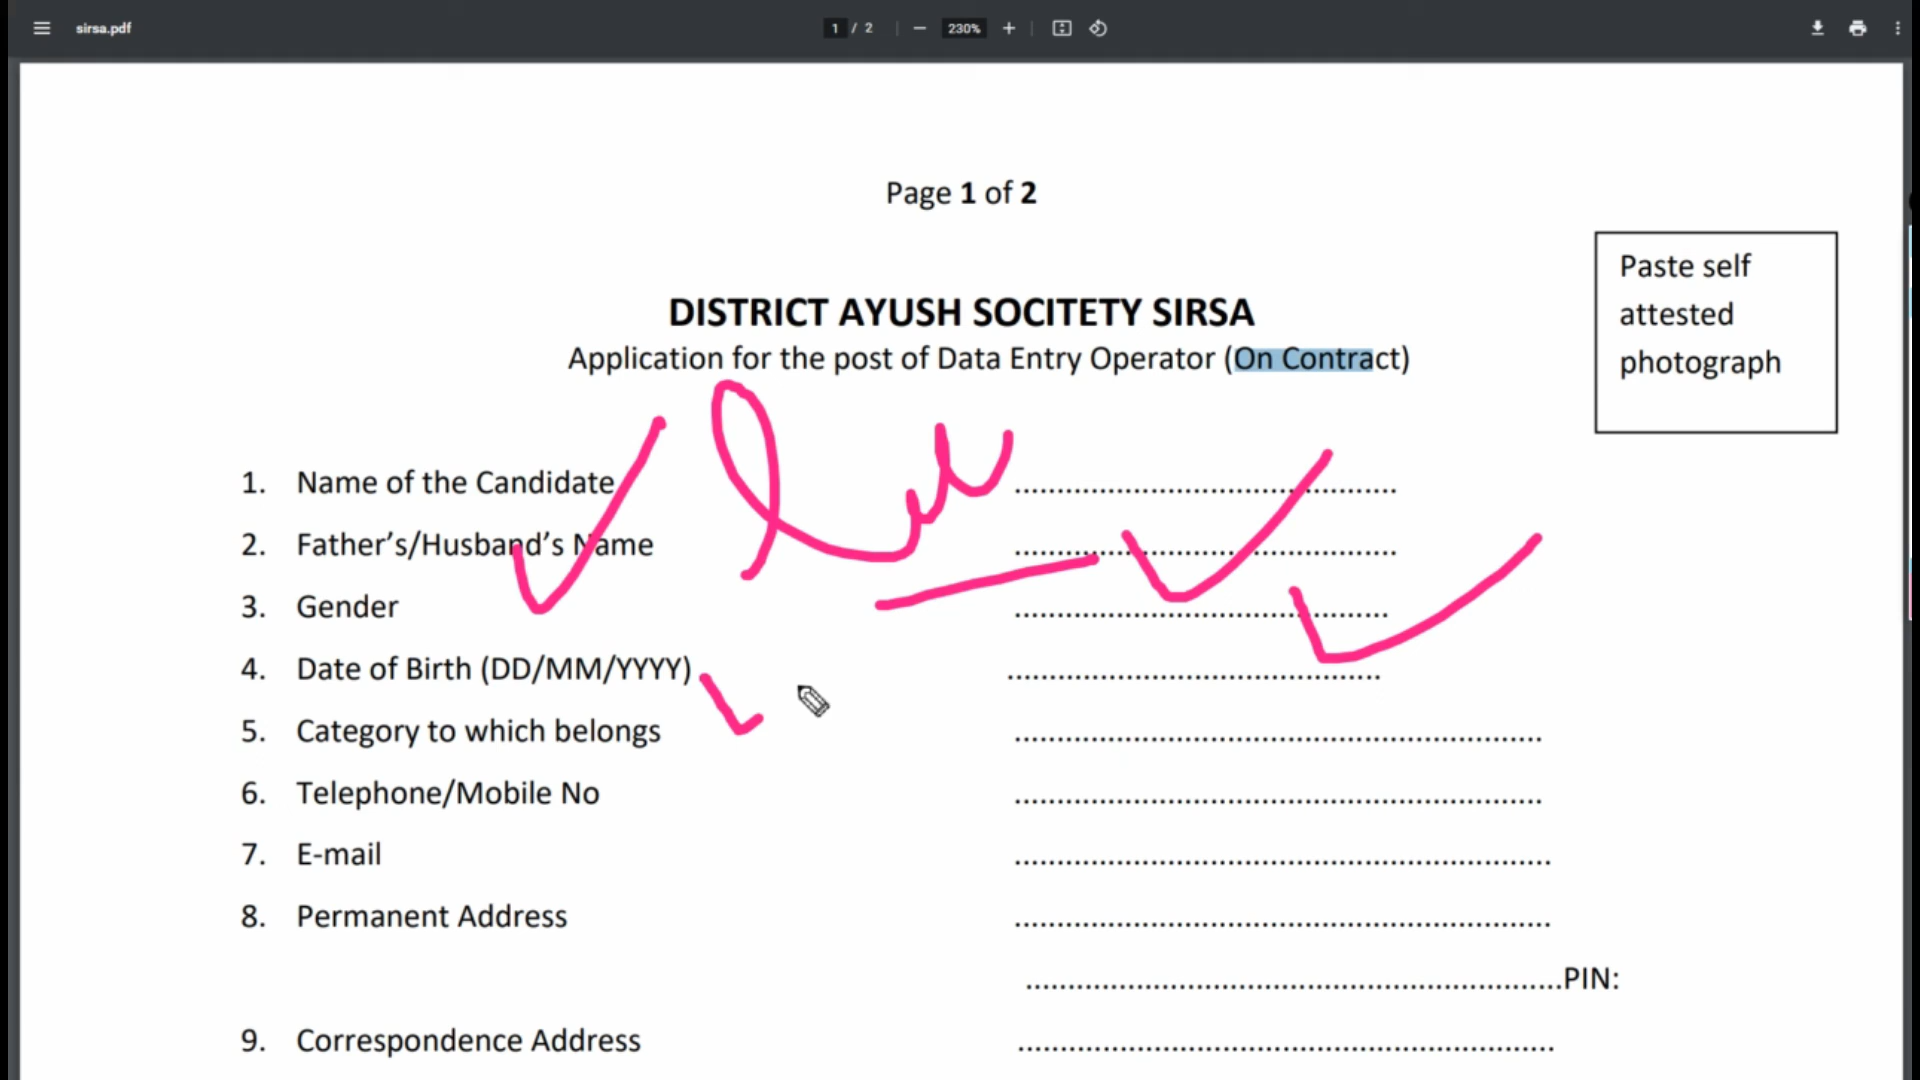 sirsa.pdf
1 / 2
230%
Page 1 of 2
Paste self
attested
photograph
DISTRICT AYUSH SOCITETY SIRSA
Application for the post of Data Entry Operator (On Contract)
1. Name of the Candidate ............................................
2. Father’s/Husband’s Name ............................................
3. Gender ............................................
4. Date of Birth (DD/MM/YYYY) ............................................
5. Category to which belongs ..............................................................
6. Telephone/Mobile No ..............................................................
7. E-mail ...............................................................
8. Permanent Address ...............................................................
...............................................................PIN:
9. Correspondence Address ...............................................................